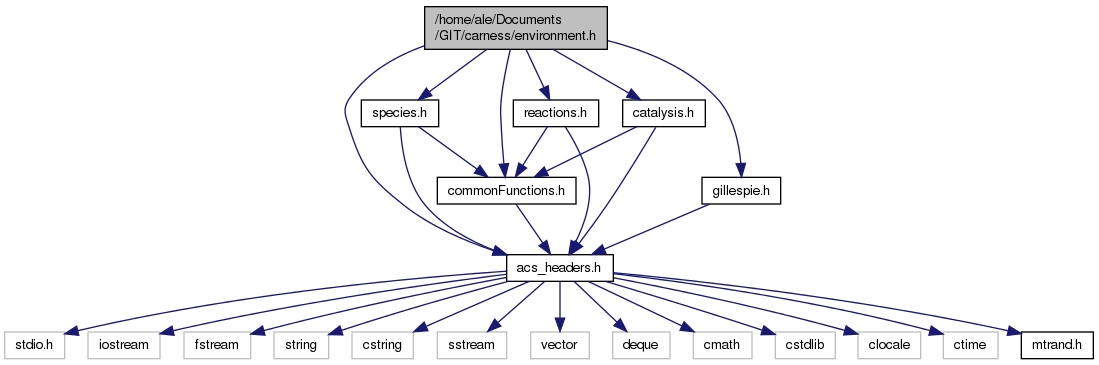 /home/ale/Documents
/GIT/carness/environment.h
species.h
reactions.h
catalysis.h
commonFunctions.h
gillespie.h
acs_headers.h
stdio.h
iostream
fstream
string
cstring
sstream
vector
deque
cmath
cstdlib
clocale
ctime
mtrand.h